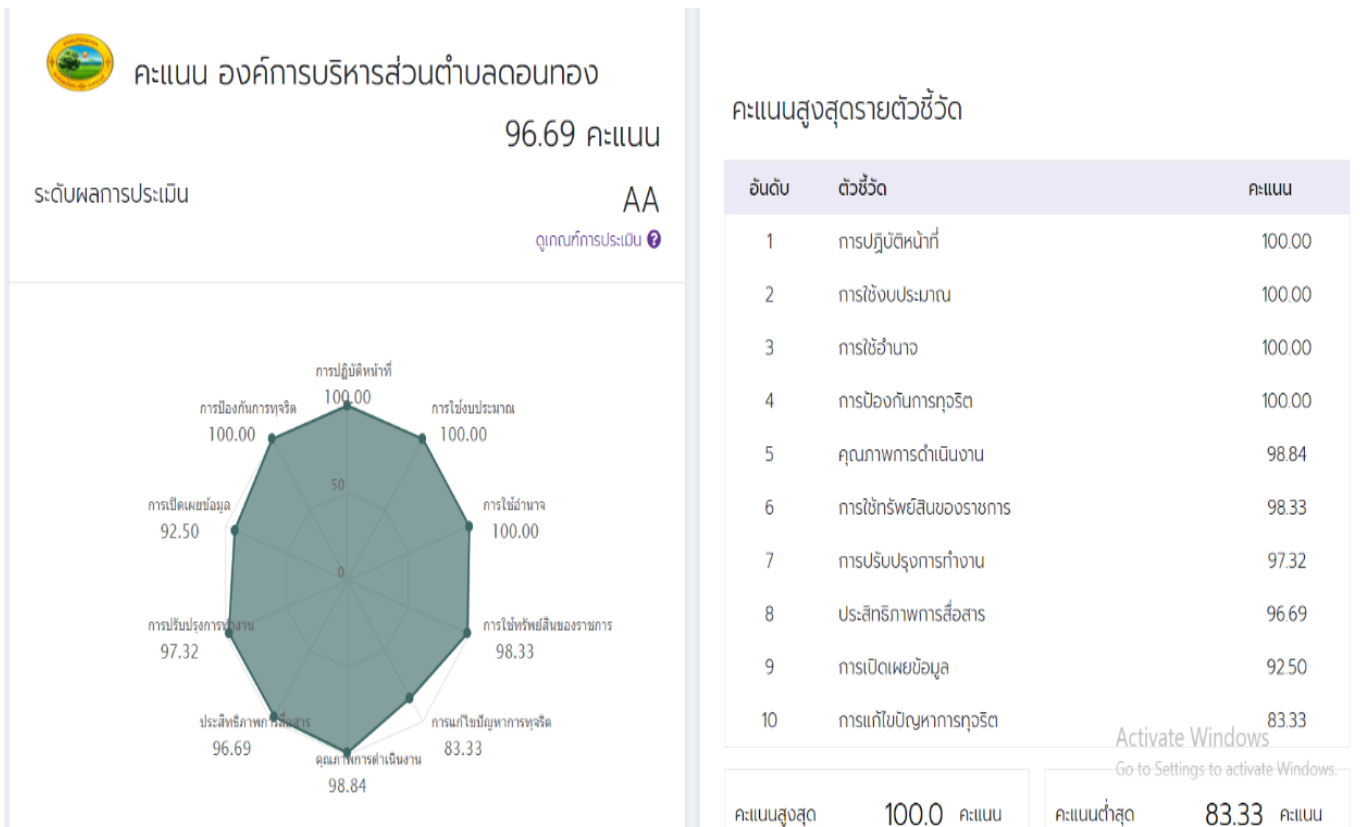 คะแนน องค์การบริหารส่วนตำบลดอนทอง
96.69 คะแนน
ระดับผลการประเมิน
AA
ดูเกณฑ์การประเมิน ?
การปฏิบัติหน้าที่
100.00
การป้องกันการทุจริต
100.00
การใช้งบประมาณ
100.00
50
การเปิดเผยข้อมูล
92.50
การใช้อำนาจ
100.00
0
การปรับปรุงการทำงาน
97.32
การใช้ทรัพย์สินของราชการ
98.33
ประสิทธิภาพการสื่อสาร
96.69
การแก้ไขปัญหาการทุจริต
83.33
คุณภาพการดำเนินงาน
98.84
คะแนนสูงสุดรายตัวชี้วัด
อันดับ ตัวชี้วัด คะแนน
1 การปฏิบัติหน้าที่ 100.00
2 การใช้งบประมาณ 100.00
3 การใช้อำนาจ 100.00
4 การป้องกันการทุจริต 100.00
5 คุณภาพการดำเนินงาน 98.84
6 การใช้ทรัพย์สินของราชการ 98.33
7 การปรับปรุงการทำงาน 97.32
8 ประสิทธิภาพการสื่อสาร 96.69
9 การเปิดเผยข้อมูล 92.50
10 การแก้ไขปัญหาการทุจริต 83.33
Activate Windows
Go to Settings to activate Windows.
คะแนนสูงสุด 100.0 คะแนน
คะแนนต่ำสุด 83.33 คะแนน